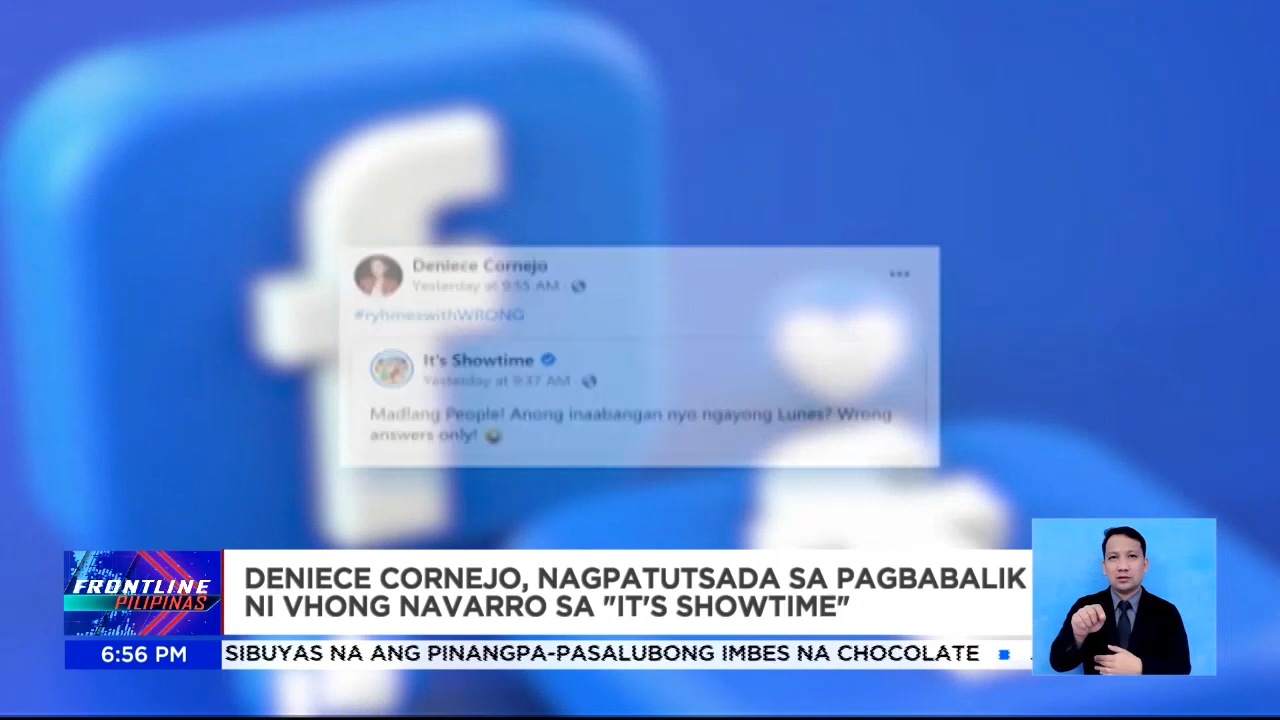 f
Deniece Cornejo
Yesterday at 9:55 AM
#ryhmeswithWRONG
It's Showtime
Yesterday at 9:37 AM
Madlang People! Anong inaabangan nyo ngayong Lunes? Wrong
answers only!
FRONTLINE
PILIPINAS
DENIECE CORNEJO, NAGPATUTSADA SA PAGBABALIK
NI VHONG NAVARRO SA "IT'S SHOWTIME"
6:56 PM
SIBUYAS NA ANG PINANGPA-PASALUBONG IMBES NA CHOCOLATE